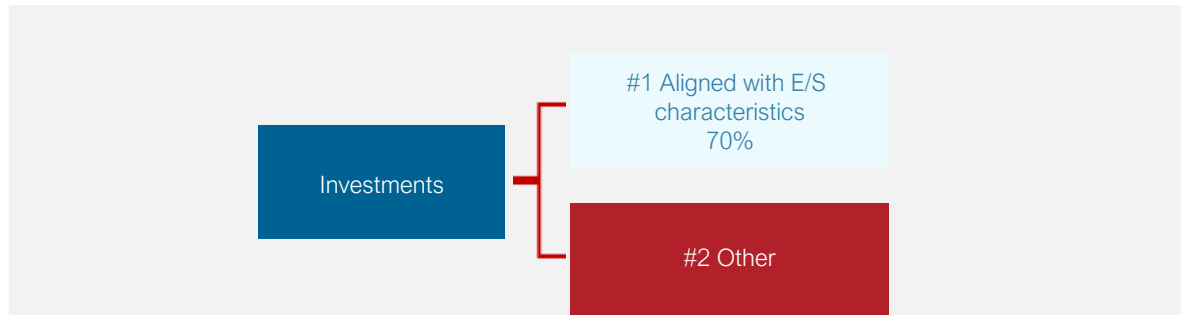 Investments
#1 Aligned with E/S
characteristics
70%
#2 Other